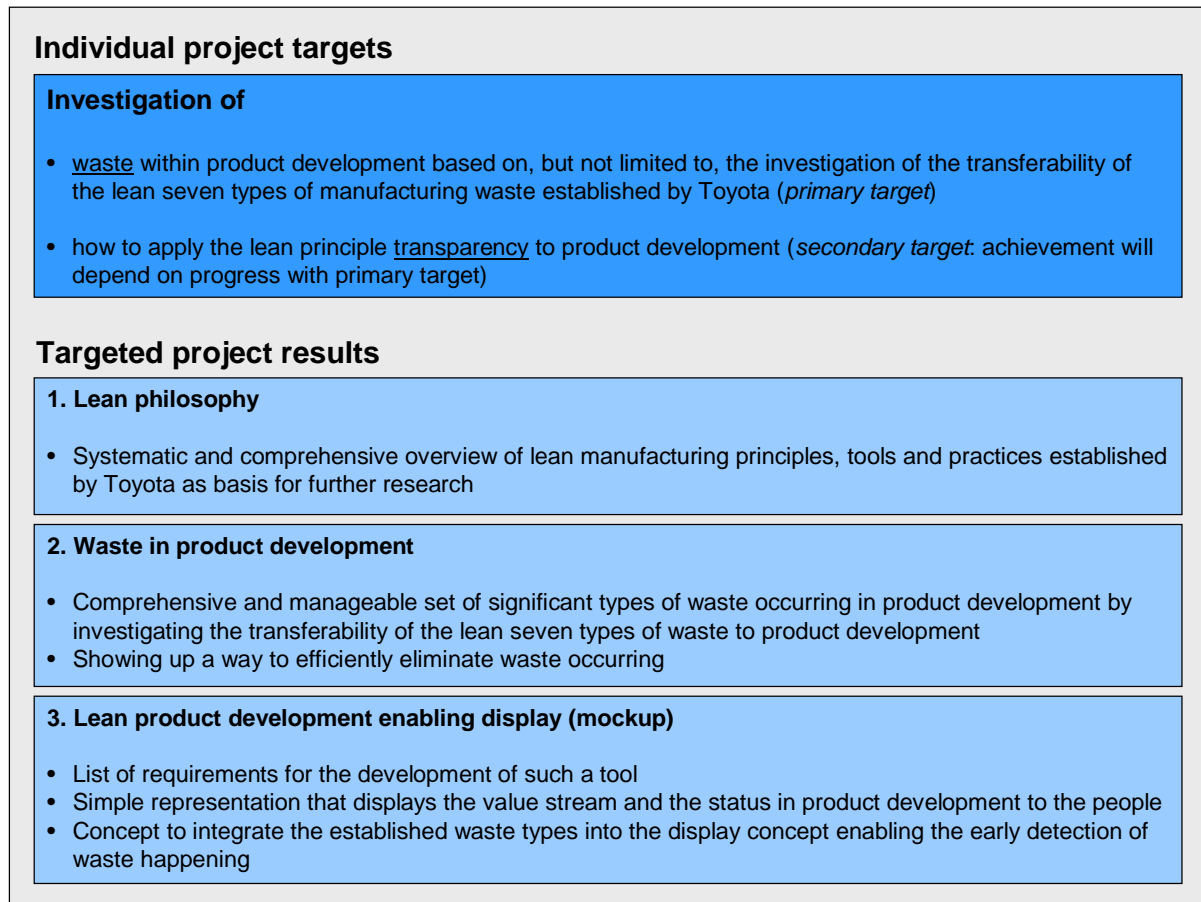 Individual project targets
Investigation of
• waste within product development based on, but not limited to, the investigation of the transferability of
the lean seven types of manufacturing waste established by Toyota (primary target)
• how to apply the lean principle transparency to product development (secondary target: achievement will
depend on progress with primary target)
Targeted project results
1. Lean philosophy
• Systematic and comprehensive overview of lean manufacturing principles, tools and practices established
by Toyota as basis for further research
2. Waste in product development
• Comprehensive and manageable set of significant types of waste occurring in product development by
investigating the transferability of the lean seven types of waste to product development
• Showing up a way to efficiently eliminate waste occurring
3. Lean product development enabling display (mockup)
• List of requirements for the development of such a tool
• Simple representation that displays the value stream and the status in product development to the people
• Concept to integrate the established waste types into the display concept enabling the early detection of
waste happening